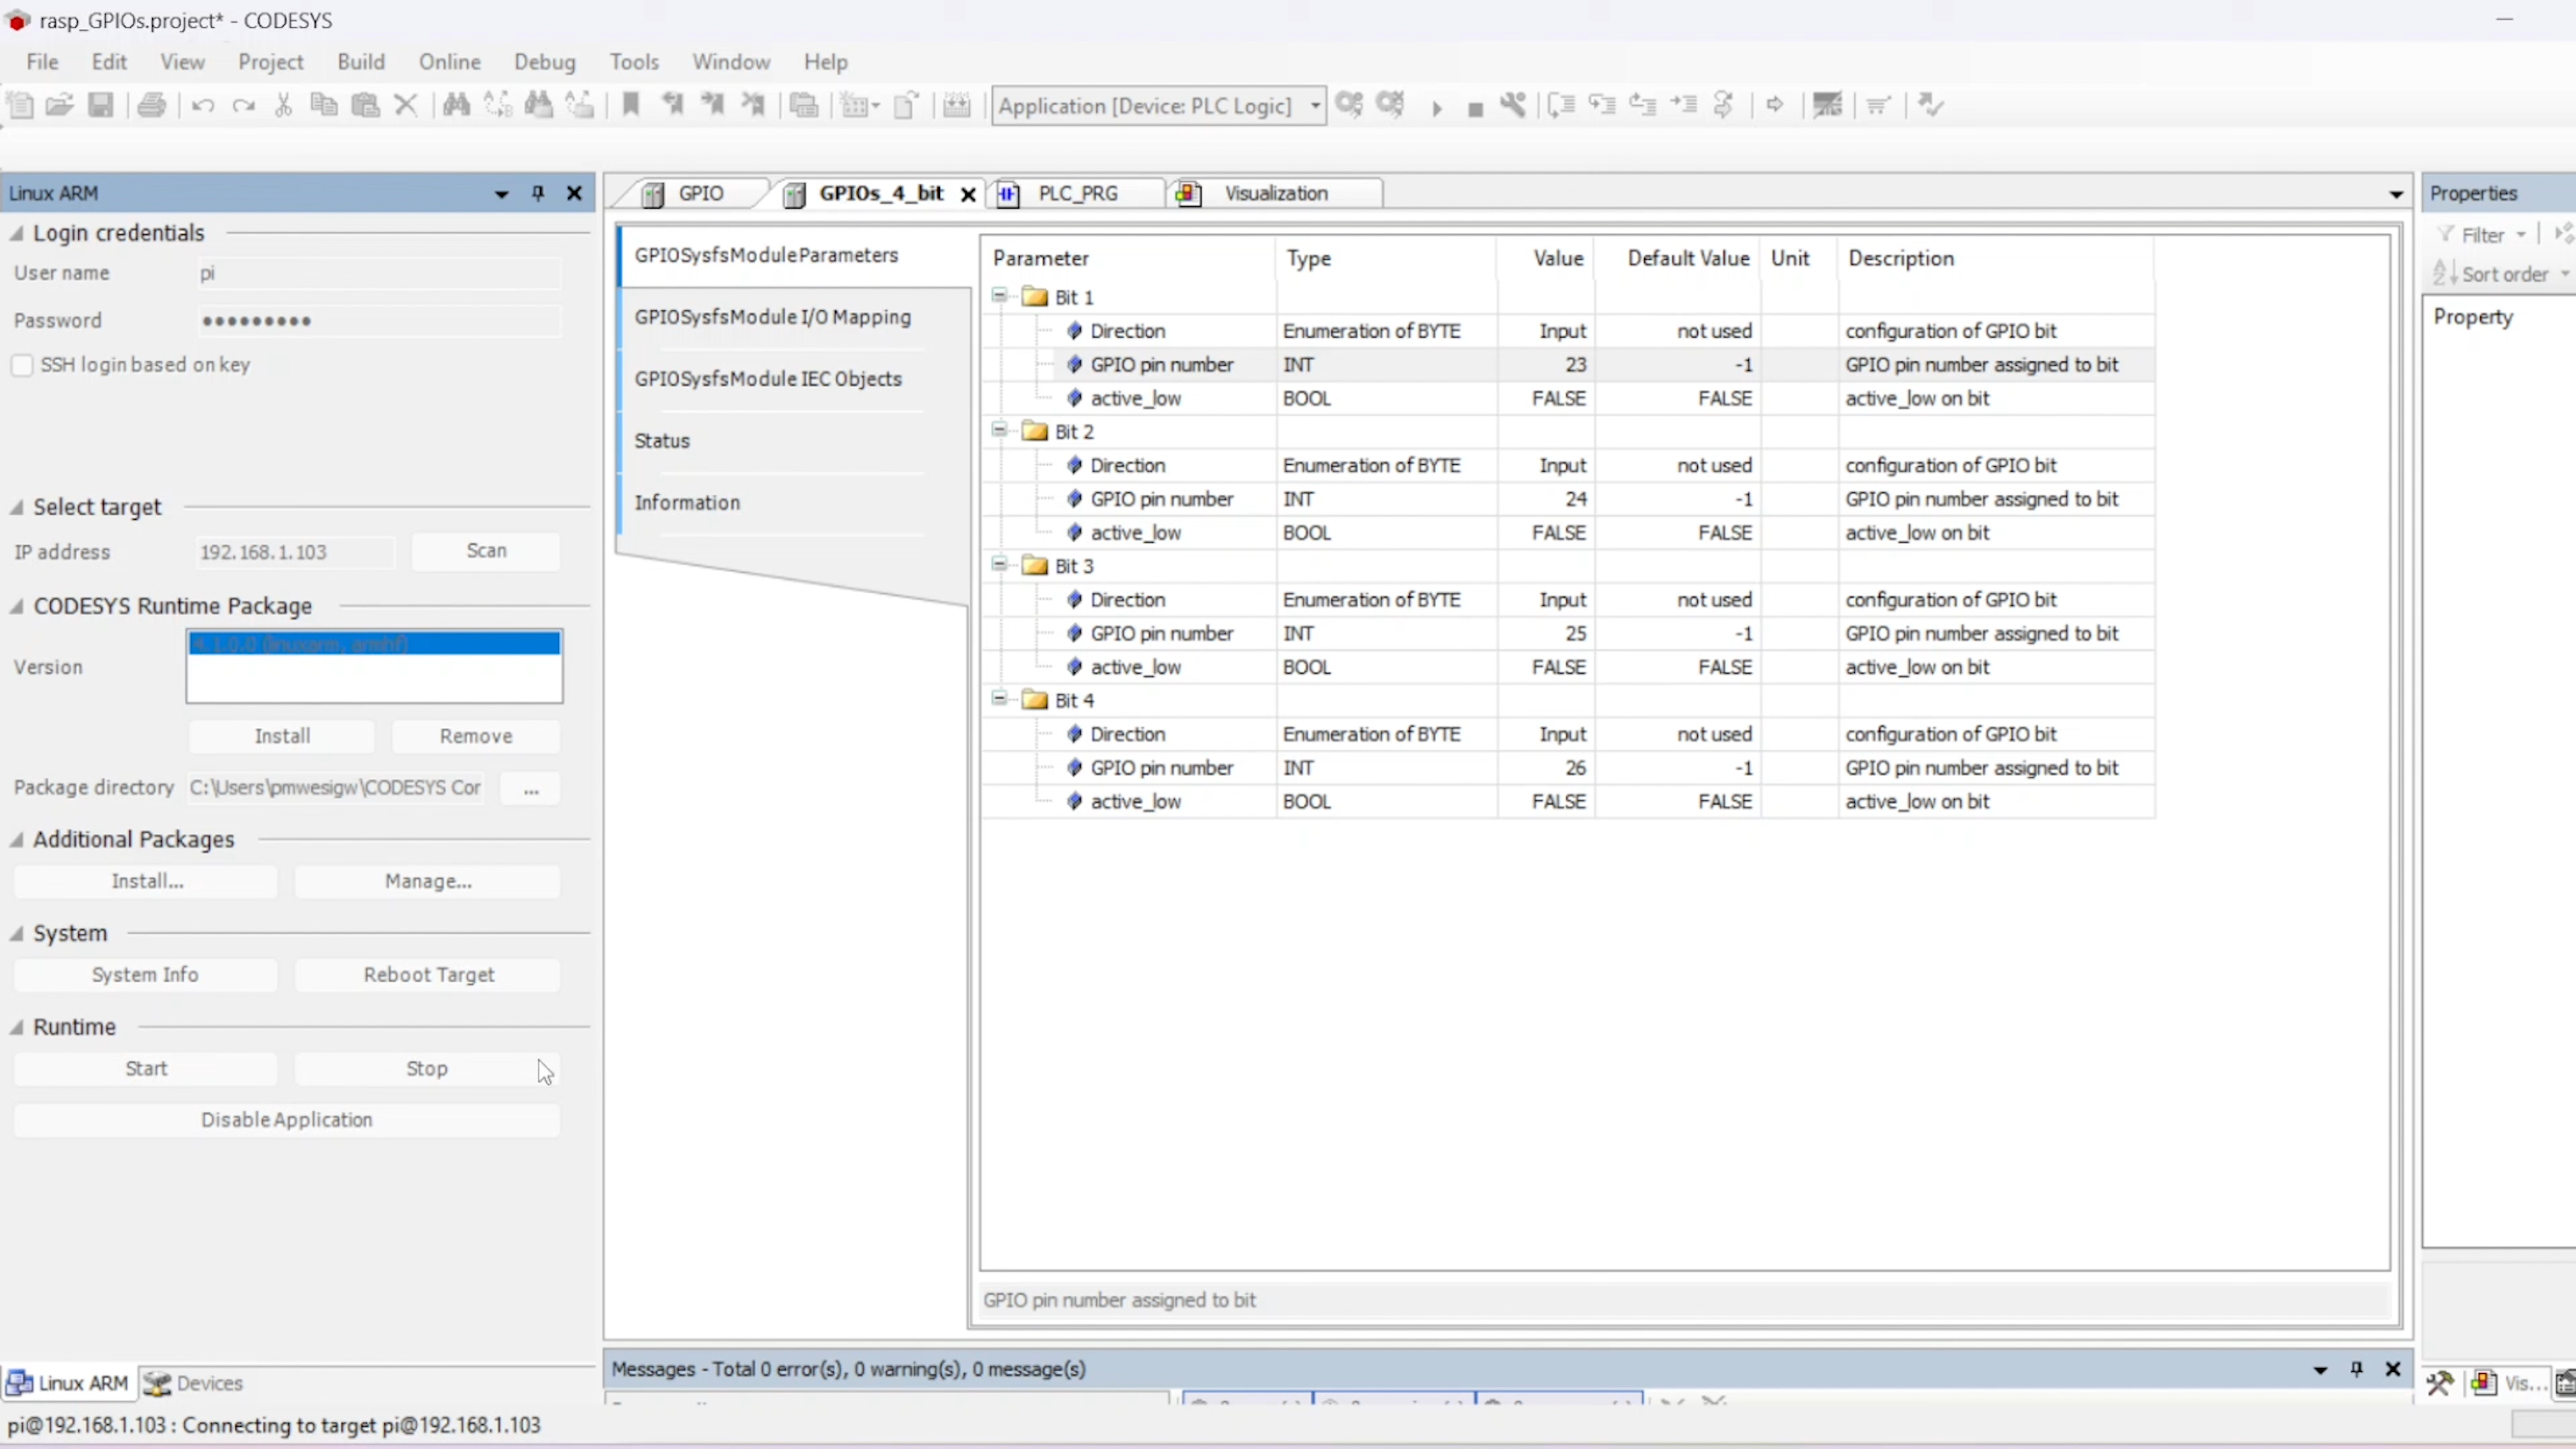 rasp_GPIOs.project* - CODESYS
File Edit View Project Build Online Debug Tools Window Help
Application [Device: PLC Logic]
Linux ARM
Login credentials
User name pi
Password •••••••••
SSH login based on key
Select target
IP address 192.168.1.103 Scan
CODESYS Runtime Package
4.1.0.0 (linuxarm, armhf)
Version
Install Remove
Package directory C:\Users\pmwesigw\CODESYS Cor ...
Additional Packages
Install... Manage...
System
System Info Reboot Target
Runtime
Start Stop
Disable Application
Linux ARM Devices
GPIO GPIOs_4_bit PLC_PRG Visualization
GPIOSysfsModule Parameters
GPIOSysfsModule I/O Mapping
GPIOSysfsModule IEC Objects
Status
Information
Parameter Type Value Default Value Unit Description
Bit 1
Direction Enumeration of BYTE Input not used configuration of GPIO bit
GPIO pin number INT 23 -1 GPIO pin number assigned to bit
active_low BOOL FALSE FALSE active_low on bit
Bit 2
Direction Enumeration of BYTE Input not used configuration of GPIO bit
GPIO pin number INT 24 -1 GPIO pin number assigned to bit
active_low BOOL FALSE FALSE active_low on bit
Bit 3
Direction Enumeration of BYTE Input not used configuration of GPIO bit
GPIO pin number INT 25 -1 GPIO pin number assigned to bit
active_low BOOL FALSE FALSE active_low on bit
Bit 4
Direction Enumeration of BYTE Input not used configuration of GPIO bit
GPIO pin number INT 26 -1 GPIO pin number assigned to bit
active_low BOOL FALSE FALSE active_low on bit
GPIO pin number assigned to bit
Messages - Total 0 error(s), 0 warning(s), 0 message(s)
Properties
Filter
Sort order
Property
Vis...
pi@192.168.1.103 : Connecting to target pi@192.168.1.103